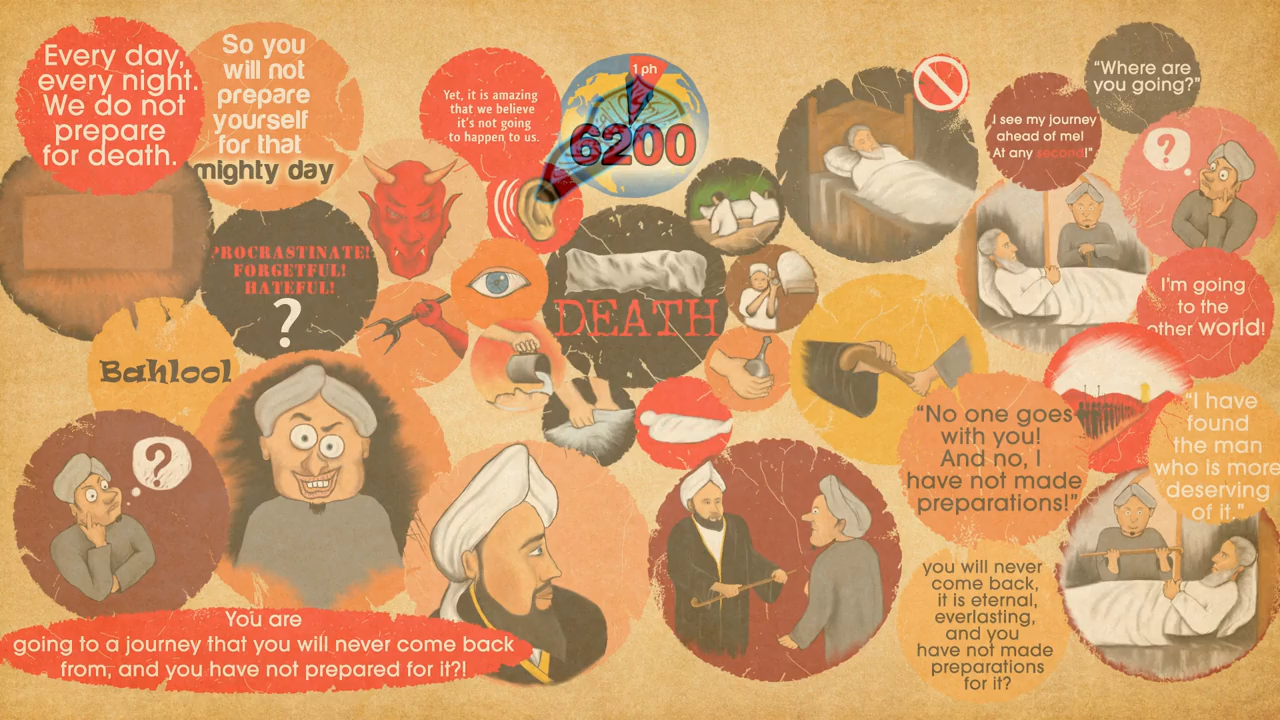 Every day,
every night.
We do not
prepare
for death.
So you
will not
prepare
yourself
for that
mighty day
Yet, it is amazing
that we believe
it's not going
to happen to us.
1 ph
6200
"Where are
you going?"
I see my journey
ahead of me!
At any second!"
?
PROCRASTINATE!
FORGETFUL!
HATEFUL!
?
DEATH
I'm going
to the
other world!
Bahlool
?
"No one goes
with you!
And no, I
have not made
preparations!"
"I have
found
the man
who is more
deserving
of it."
you will never
come back,
it is eternal,
everlasting,
and you
have not made
preparations
for it?
You are
going to a journey that you will never come back
from, and you have not prepared for it?!